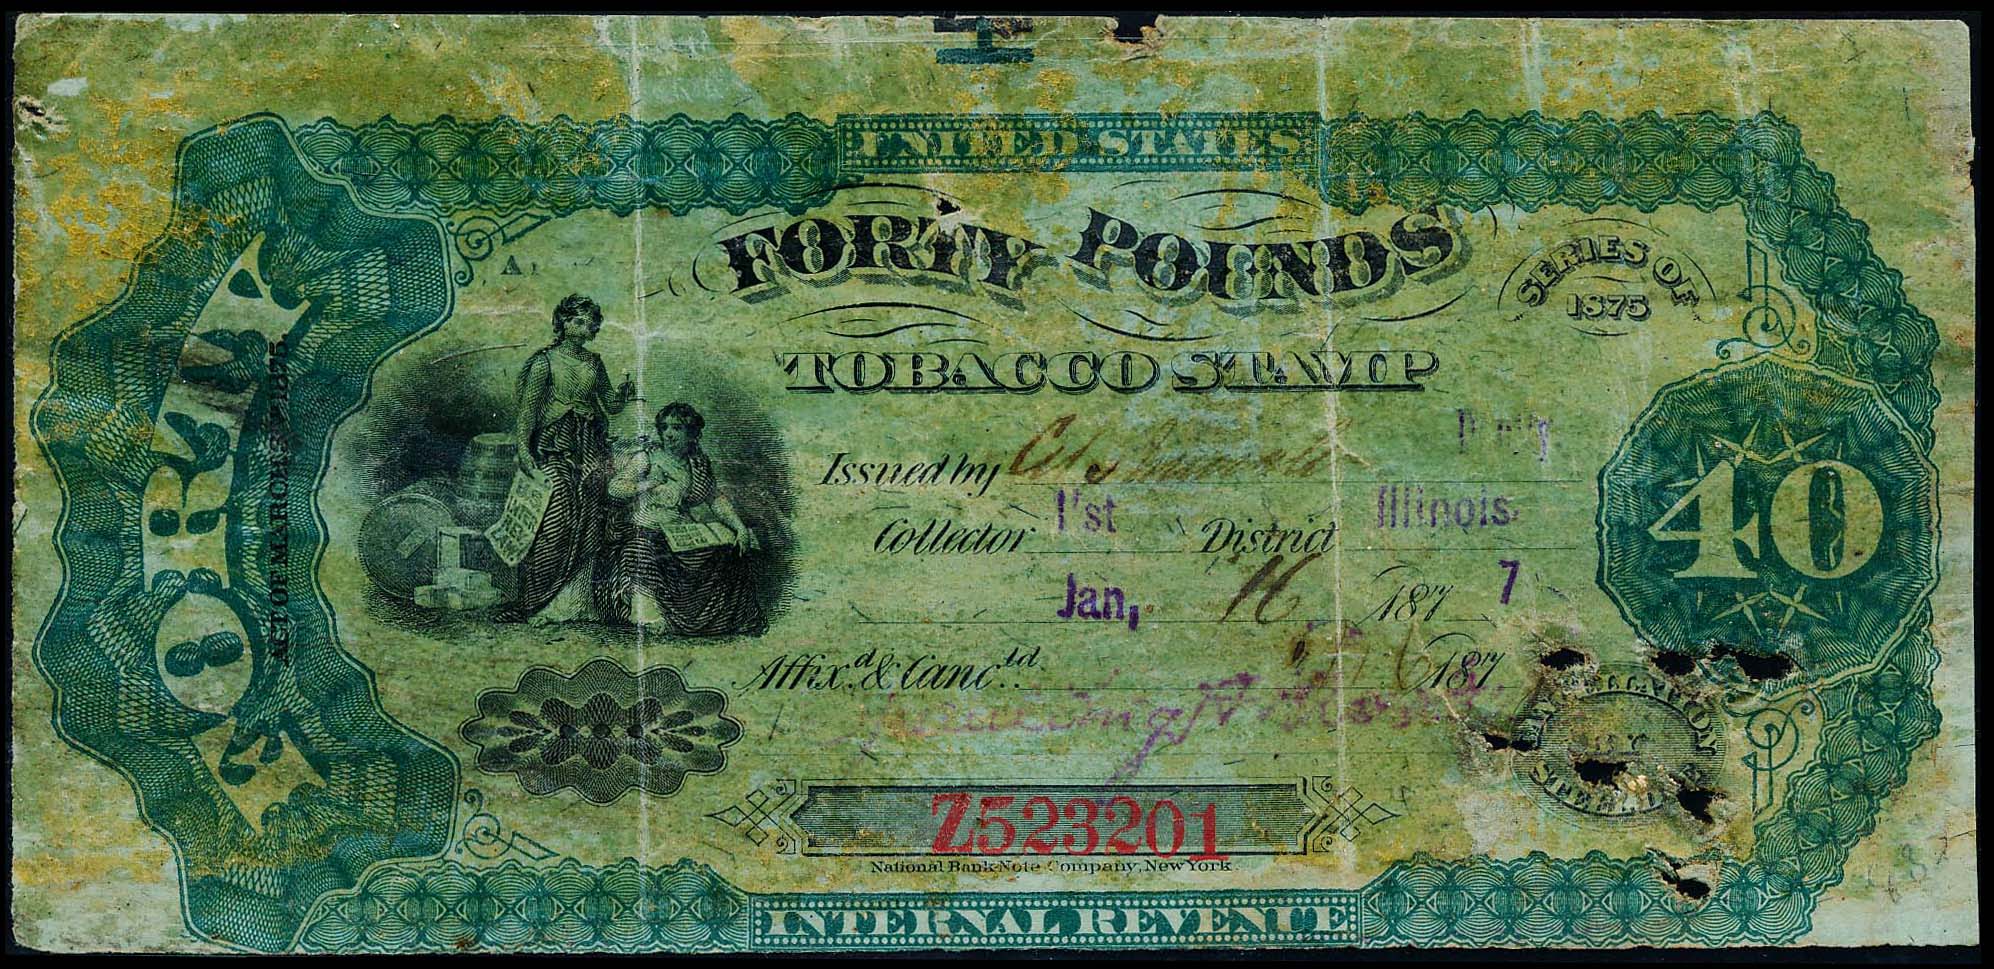 UNITED STATES
FORTY POUNDS
SERIES OF
1875
A
TOBACCO STAMP
FORTY
ACT OF MARCH 3, 1875.
Issued by
Collector 1'st District Illinois.
Jan, 16 187 7
40
Affix.d & Canc.ld 187
Z523201
National Bank Note Company, New York
INTERNAL REVENUE